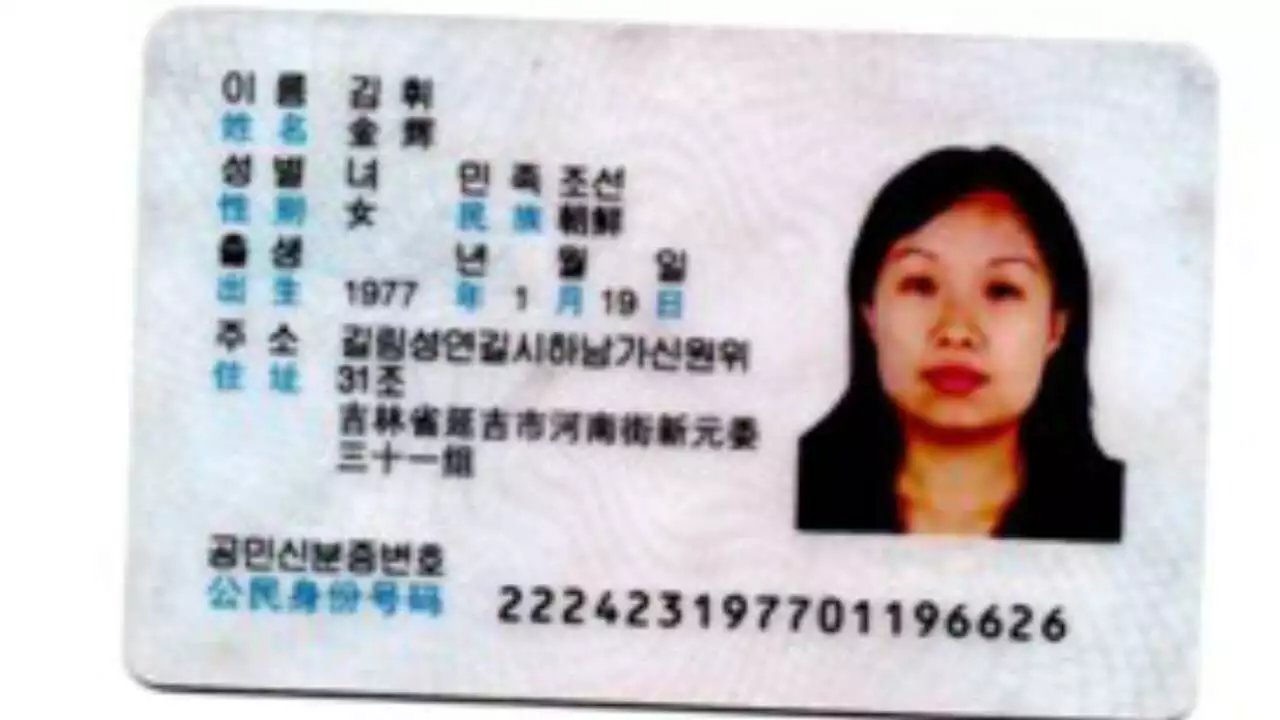 이름 김휘
姓名 金辉
성별 녀 민족 조선
性别 女 民族 朝鲜
출생 년 월 일
出生 1977 年 1 月 19 日
주소 길림성연길시하남가신원위
住址 31조
吉林省延吉市河南街新元委
三十一组
공민신분증번호
公民身份号码 222423197701196626